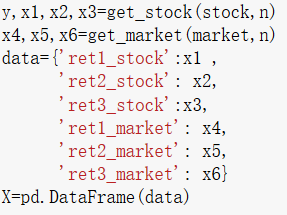 y,x1,x2,x3=get_stock(stock,n)
x4,x5,x6=get_market(market,n)
data={'ret1_stock':x1 ,
'ret2_stock': x2,
'ret3_stock':x3,
'ret1_market': x4,
'ret2_market': x5,
'ret3_market': x6}
X=pd.DataFrame(data)